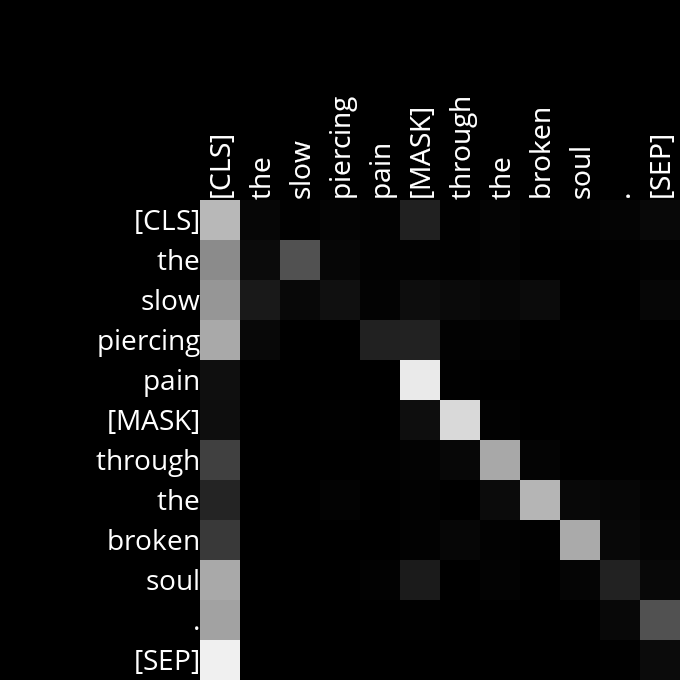 [CLS]
the
slow
piercing
pain
[MASK]
through
the
broken
soul
.
[SEP]
[CLS]
the
slow
piercing
pain
[MASK]
through
the
broken
soul
.
[SEP]